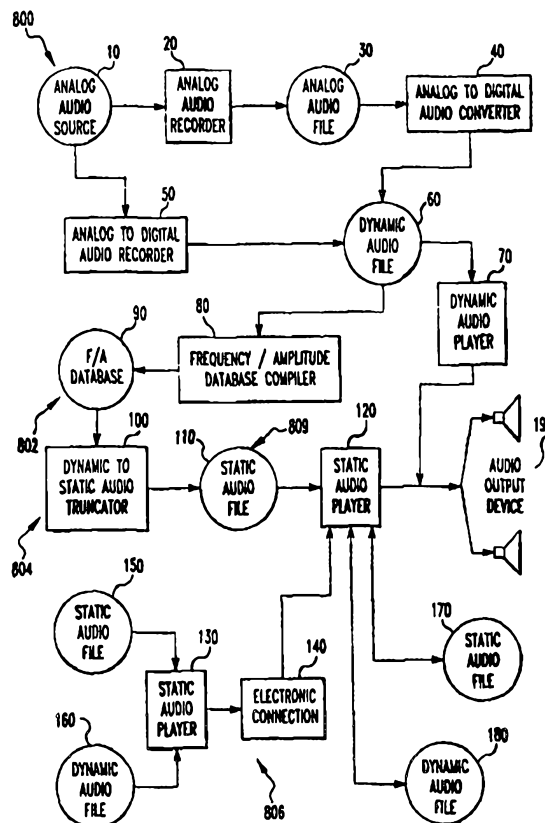 800
10
20
30
40
ANALOG
AUDIO
SOURCE
ANALOG
AUDIO
RECORDER
ANALOG
AUDIO
FILE
ANALOG TO DIGITAL
AUDIO CONVERTER
50
ANALOG TO DIGITAL
AUDIO RECORDER
60
DYNAMIC
AUDIO
FILE
70
DYNAMIC
AUDIO
PLAYER
80
FREQUENCY / AMPLITUDE
DATABASE COMPILER
90
F/A
DATABASE
802
100
DYNAMIC TO
STATIC AUDIO
TRUNCATOR
804
110
809
STATIC
AUDIO
FILE
120
STATIC
AUDIO
PLAYER
AUDIO
OUTPUT
DEVICE
150
STATIC
AUDIO
FILE
130
STATIC
AUDIO
PLAYER
140
ELECTRONIC
CONNECTION
806
160
DYNAMIC
AUDIO
FILE
170
STATIC
AUDIO
FILE
180
DYNAMIC
AUDIO
FILE